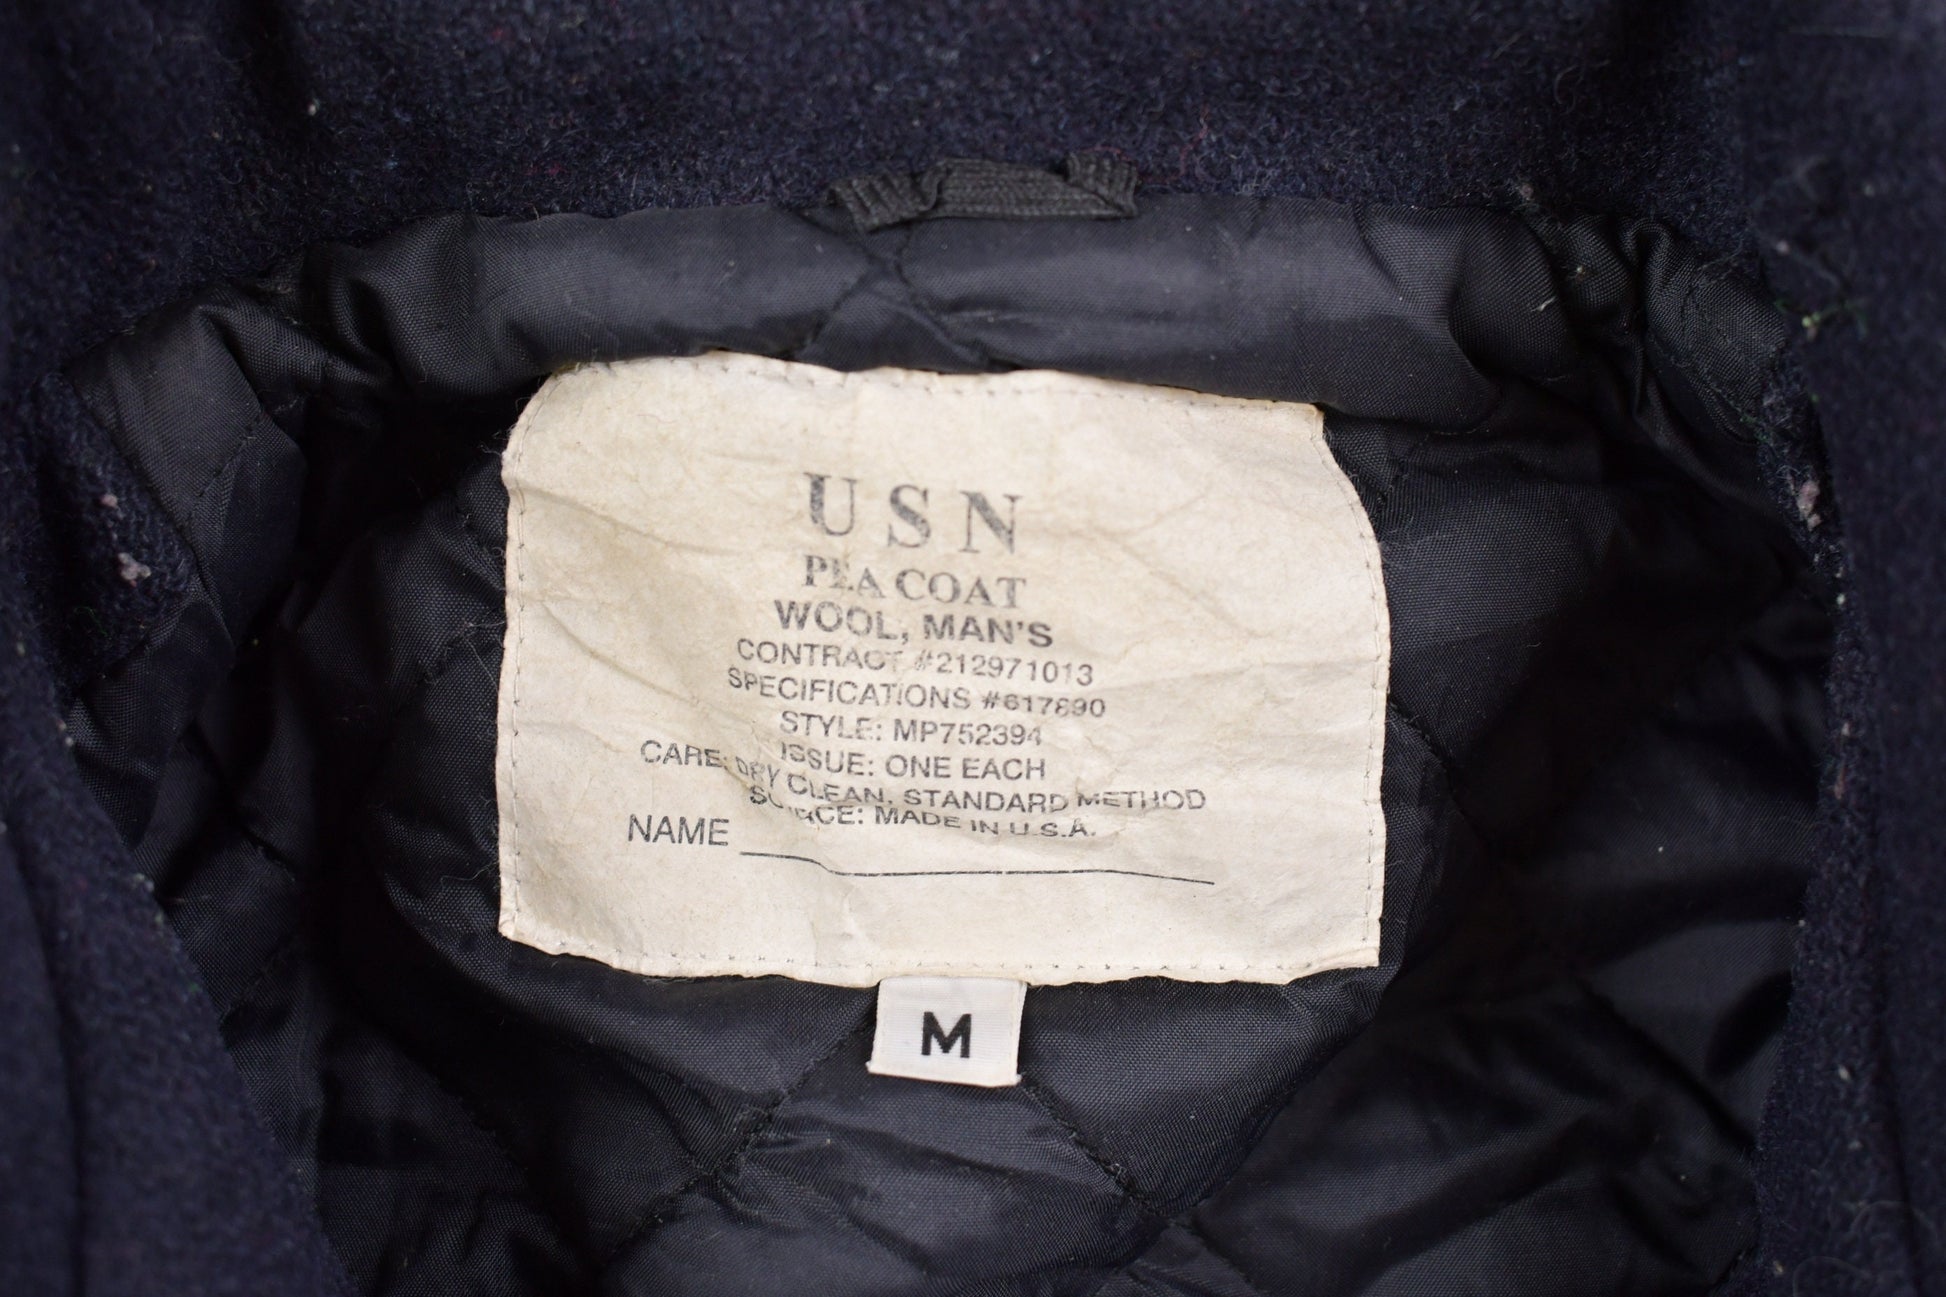 USN
PEA COAT
WOOL, MAN'S
CONTRACT #212971013
SPECIFICATIONS #617890
STYLE: MP752394
ISSUE: ONE EACH
CARE: DRY CLEAN, STANDARD METHOD
SOURCE: MADE IN U.S.A.
NAME
M